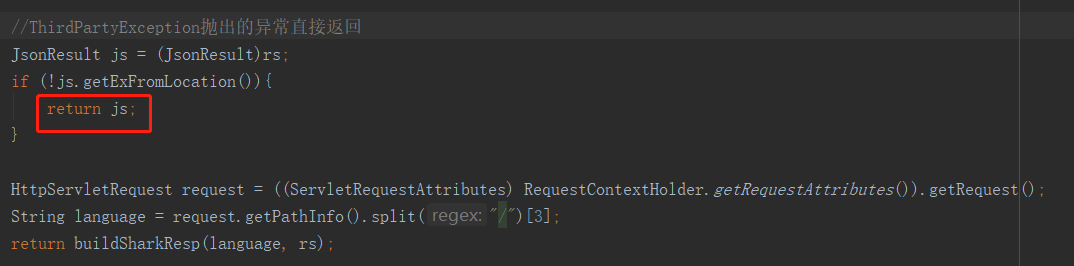 //ThirdPartyException抛出的异常直接返回
JsonResult js = (JsonResult)rs;
if (!js.getExFromLocation()){
return js;
}
HttpServletRequest request = ((ServletRequestAttributes) RequestContextHolder.getRequestAttributes()).getRequest();
String language = request.getPathInfo().split( regex: "/")[3];
return buildSharkResp(language, rs);